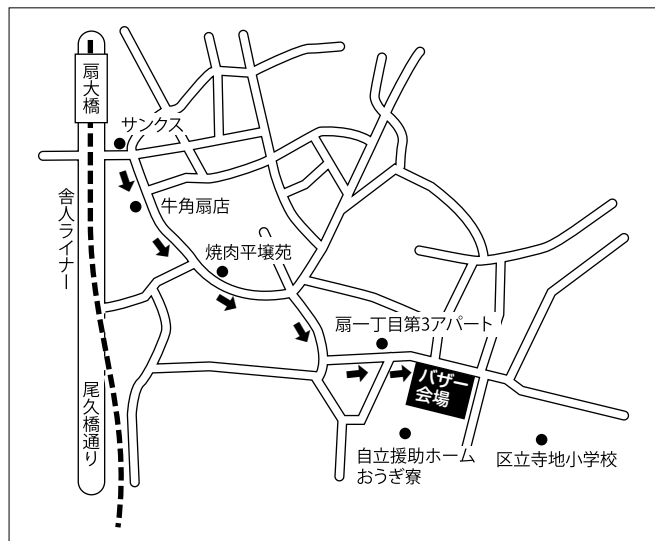 扇大橋
サンクス
舎人ライナー
牛角扇店
焼肉平壌苑
扇一丁目第3アパート
バザー
会場
尾久橋通り
自立援助ホーム
おうぎ寮
区立寺地小学校